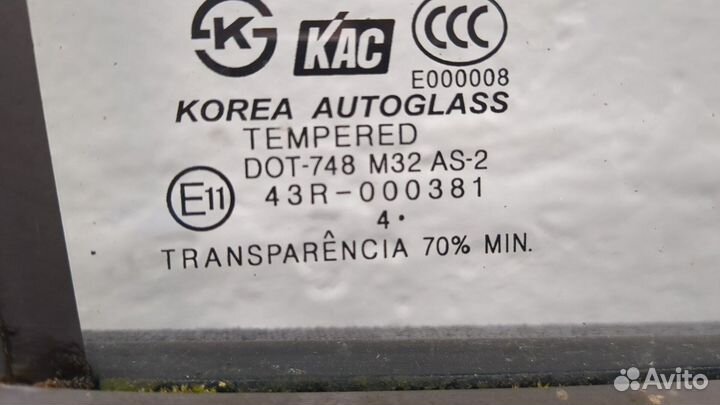 K KAC CCC
E000008
KOREA AUTOGLASS
TEMPERED
DOT-748 M32 AS-2
E11 43R-000381
4 •
TRANSPARÊNCIA 70% MIN.
Avito